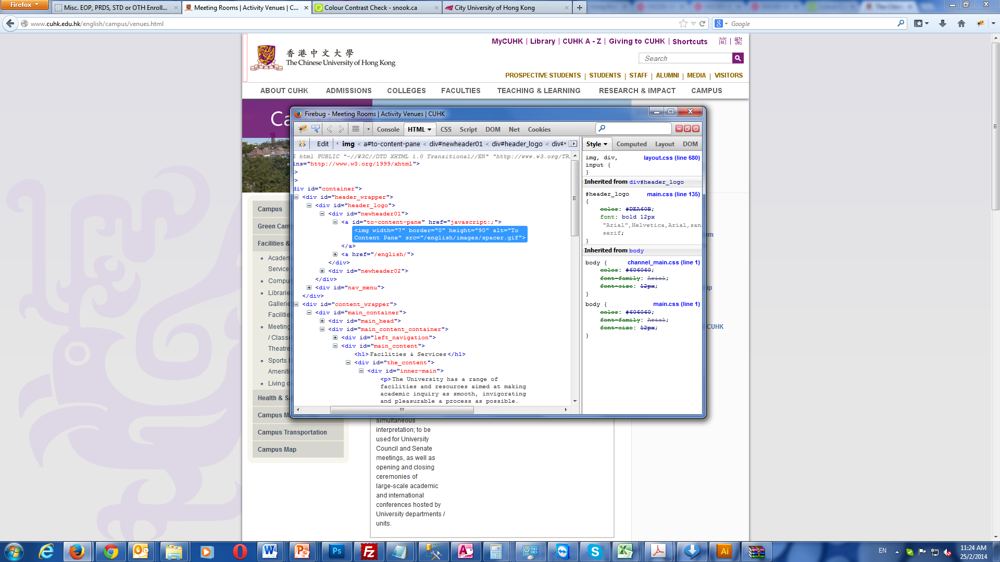 Firefox
Misc. EOP, PRDS, STD or OTH Enroll...
Meeting Rooms | Activity Venues | C...
Colour Contrast Check - snook.ca
City University of Hong Kong
www.cuhk.edu.hk/english/campus/venues.html
Google
MyCUHK | Library | CUHK A - Z | Giving to CUHK | Shortcuts 简 | 繁
香港中文大學
The Chinese University of Hong Kong
Search
PROSPECTIVE STUDENTS | STUDENTS | STAFF | ALUMNI | MEDIA | VISITORS
ABOUT CUHK ADMISSIONS COLLEGES FACULTIES TEACHING & LEARNING RESEARCH & IMPACT CAMPUS
Ca
Firebug - Meeting Rooms | Activity Venues | CUHK
Console HTML CSS Script DOM Net Cookies
Edit img < a#to-content-pane < div#newheader01 < div#header_logo < div#
E html PUBLIC "-//W3C//DTD XHTML 1.0 Transitional//EN" "http://www.w3.org/TR/
lns="http://www.w3.org/1999/xhtml">
>
>
div id="container">
<div id="header_wrapper">
<div id="header_logo">
<div id="newheader01">
<a id="to-content-pane" href="javascript:;">
<img width="7" border="0" height="90" alt="To
Content Pane" src="/english/images/spacer.gif">
</a>
<a href="/english/">
</div>
<div id="newheader02">
</div>
<div id="nav_menu">
</div>
<div id="content_wrapper">
<div id="main_container">
<div id="main_head">
<div id="main_content_container">
<div id="left_navigation">
<div id="main_content">
<h1>Facilities & Services</h1>
<div id="the_content">
<div id="inner-main">
<p>The University has a range of
facilities and resources aimed at making
academic inquiry as smooth, invigorating
and pleasurable a process as possible.
Style Computed Layout DOM
img, div, layout.css (line 680)
input {
}
Inherited from div#header_logo
#header_logo main.css (line 135)
{
color: #DEA60B;
font: bold 12px
"Arial",Helvetica,Arial,sans
serif;
}
Inherited from body
body { channel_main.css (line 1)
color: #606060;
font-family: Arial;
font-size: 12px;
}
body { main.css (line 1)
color: #606060;
font-family: Arial;
font-size: 12px;
}
Campus
Green Cam
Facilities &
Academ
Service
Compu
Librarie
Gallerie
Facilitie
Meeting
/ Classr
Theatre
Sports
Ameniti
Living o
Health & Sa
Campus M
Campus Transportation
Campus Map
em
ip
CUHK
simultaneous
interpretation; to be
used for University
Council and Senate
meetings, as well as
opening and closing
ceremonies of
large-scale academic
and international
conferences hosted by
University departments /
units.
EN
11:24 AM
25/2/2014